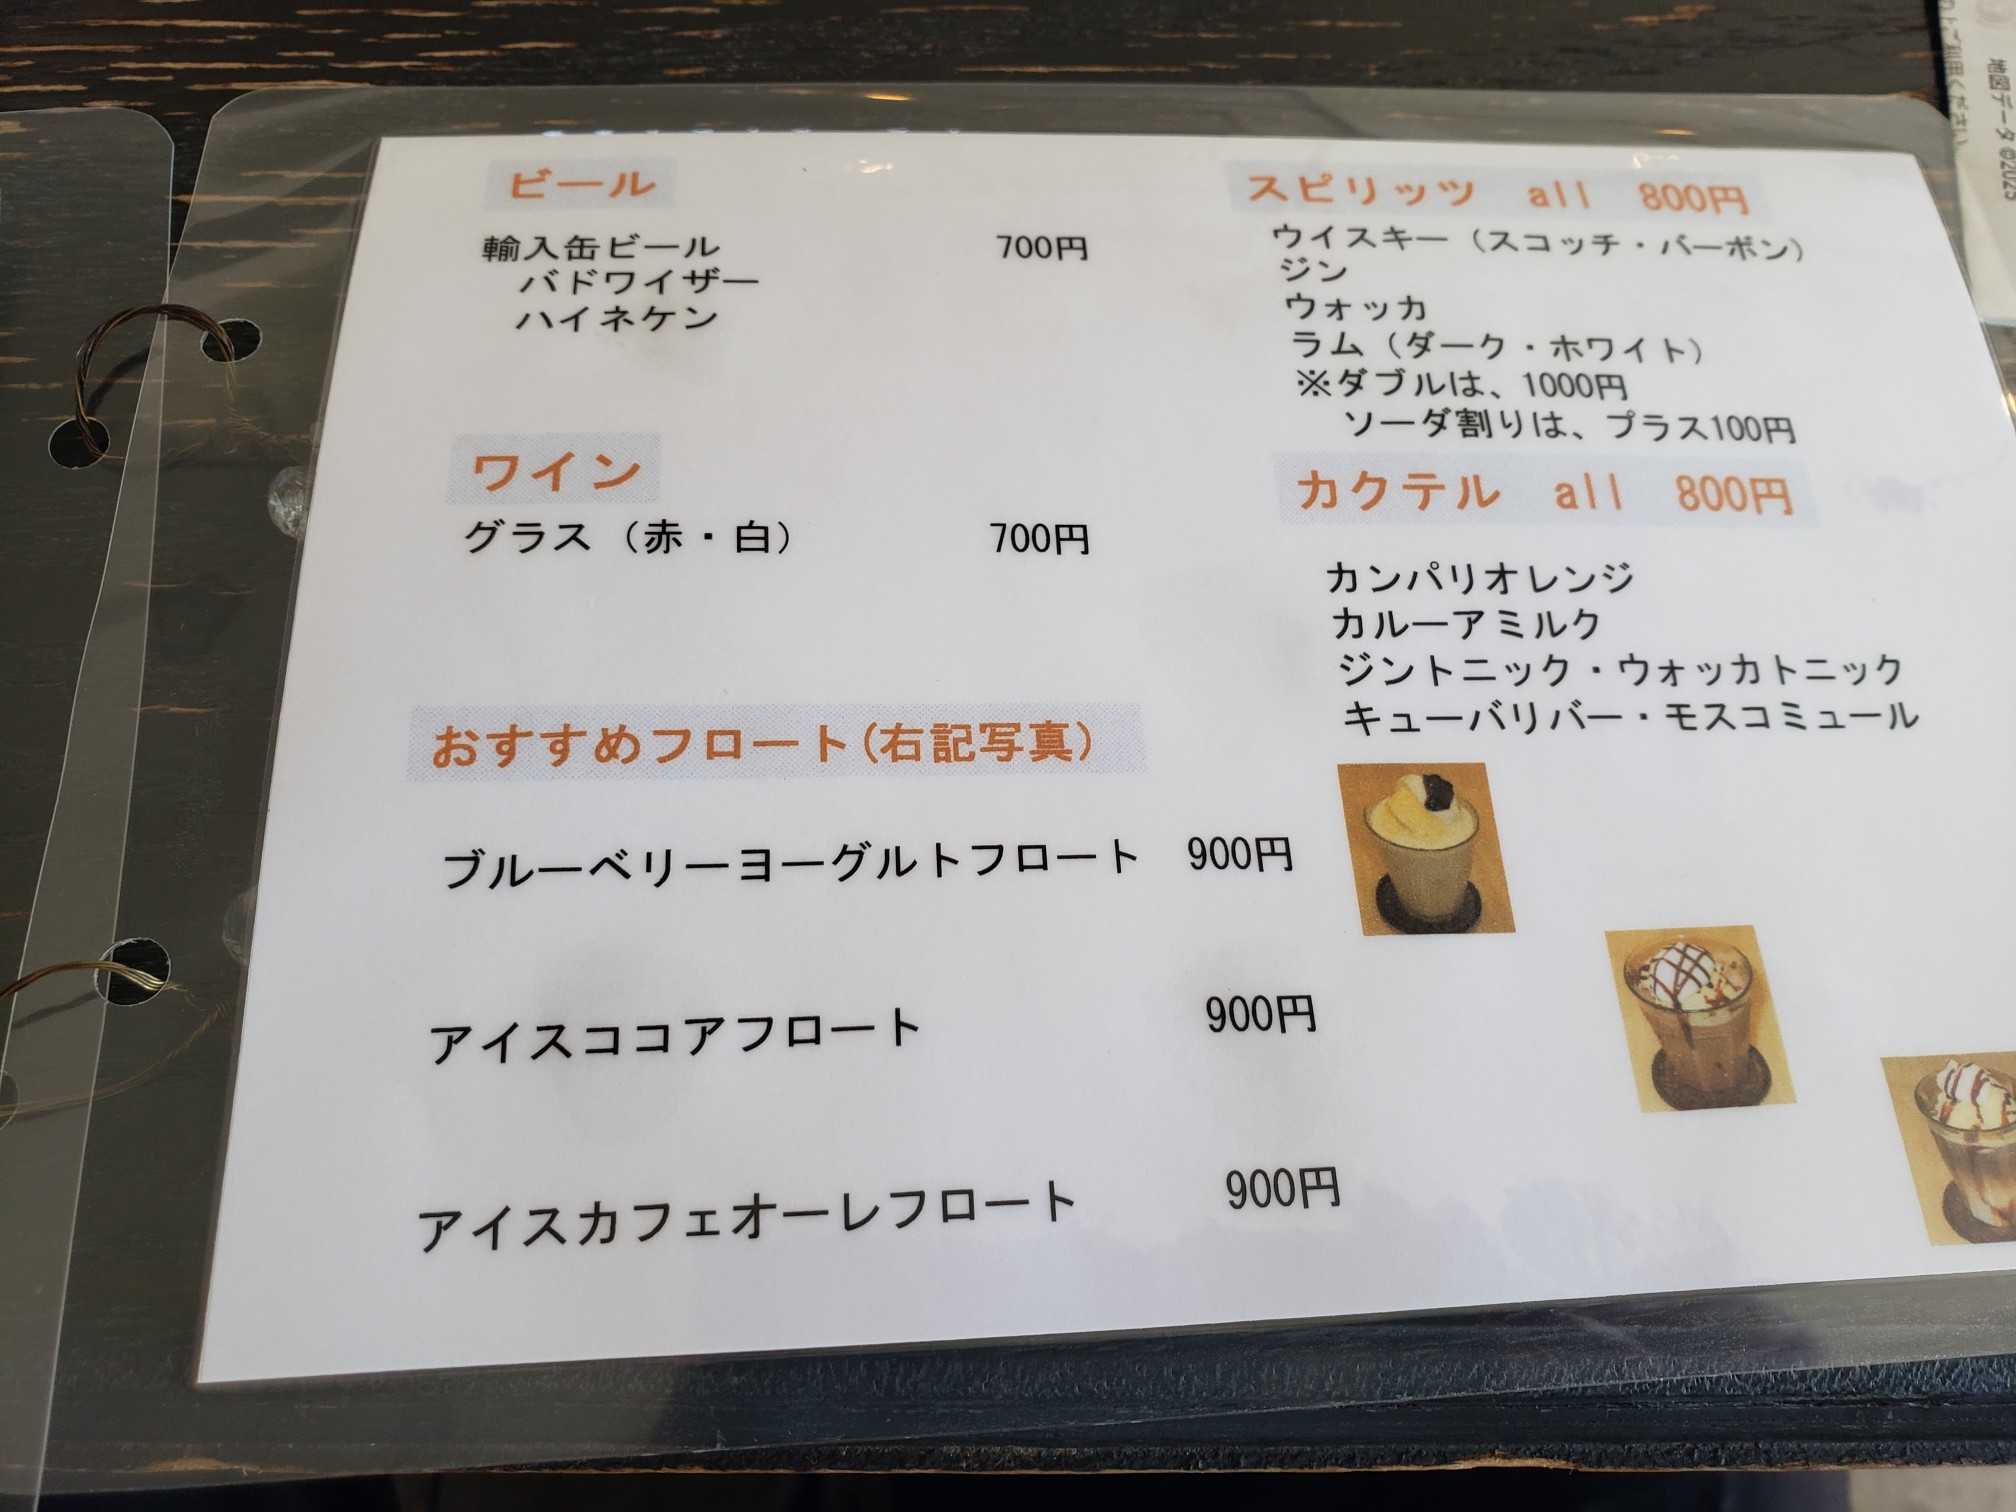 ビール
輸入缶ビール 700円
バドワイザー
ハイネケン
ワイン
グラス（赤・白） 700円
おすすめフロート(右記写真)
ブルーベリーヨーグルトフロート 900円
アイスココアフロート 900円
アイスカフェオーレフロート 900円
スピリッツ all 800円
ウイスキー（スコッチ・バーボン）
ジン
ウォッカ
ラム（ダーク・ホワイト）
※ダブルは、1000円
ソーダ割りは、プラス100円
カクテル all 800円
カンパリオレンジ
カルーアミルク
ジントニック・ウォッカトニック
キューバリバー・モスコミュール
地図データ ©2025